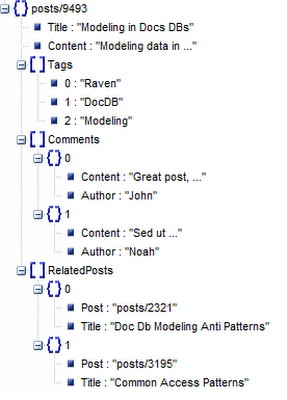 {} posts/9493
Title : "Modeling in Docs DBs"
Content : "Modeling data in ..."
[] Tags
0 : "Raven"
1 : "DocDB"
2 : "Modeling"
[] Comments
{} 0
Content : "Great post, ..."
Author : "John"
{} 1
Content : "Sed ut ..."
Author : "Noah"
[] RelatedPosts
{} 0
Post : "posts/2321"
Title : "Doc Db Modeling Anti Patterns"
{} 1
Post : "posts/3195"
Title : "Common Access Patterns"